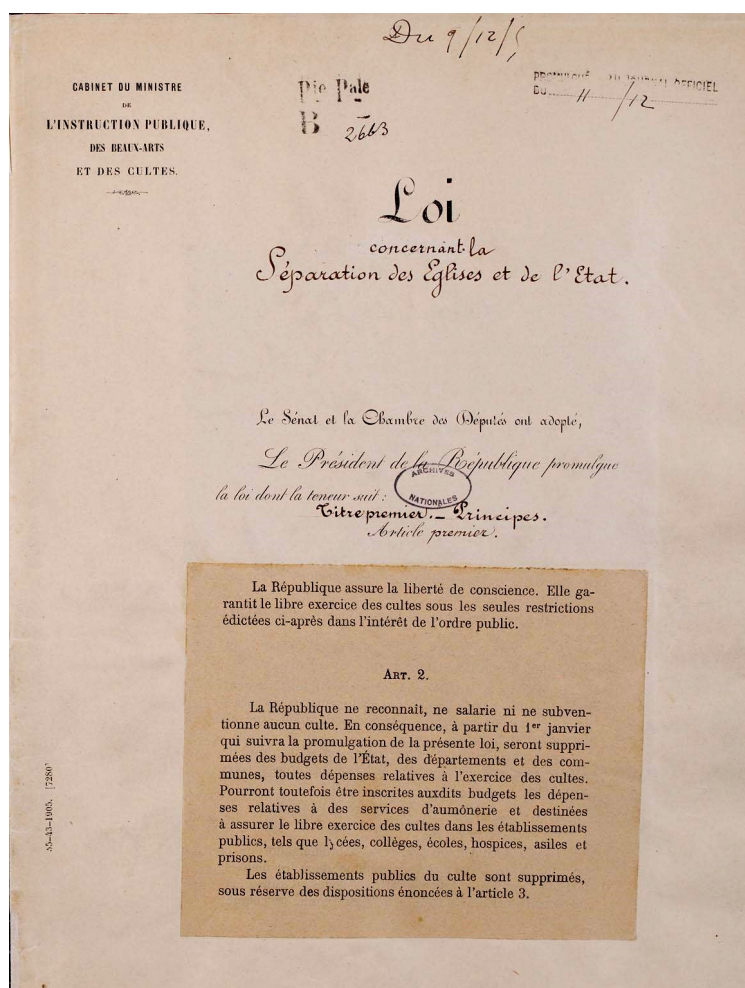 Du 9/12/5
CABINET DU MINISTRE
DE
L'INSTRUCTION PUBLIQUE,
DES BEAUX-ARTS
ET DES CULTES.
Pie Pale
B 2663
PROMULGUÉ AU JOURNAL OFFICIEL
DU 11/12
Loi
concernant la
Séparation des Eglises et de l'Etat.
Le Sénat et la Chambre des Députés ont adopté,
Le Président de la République promulgue
la loi dont la teneur suit :
ARCHIVES
NATIONALES
Titre premier. — Principes.
Article premier.
La République assure la liberté de conscience. Elle ga-
rantit le libre exercice des cultes sous les seules restrictions
édictées ci-après dans l'intérêt de l'ordre public.
ART. 2.
La République ne reconnaît, ne salarie ni ne subven-
tionne aucun culte. En conséquence, à partir du 1er janvier
qui suivra la promulgation de la présente loi, seront suppri-
mées des budgets de l'État, des départements et des com-
munes, toutes dépenses relatives à l'exercice des cultes.
Pourront toutefois être inscrites auxdits budgets les dépen-
ses relatives à des services d'aumônerie et destinées
à assurer le libre exercice des cultes dans les établissements
publics, tels que lycées, collèges, écoles, hospices, asiles et
prisons.
Les établissements publics du culte sont supprimés,
sous réserve des dispositions énoncées à l'article 3.
55-43-1905. [7280]